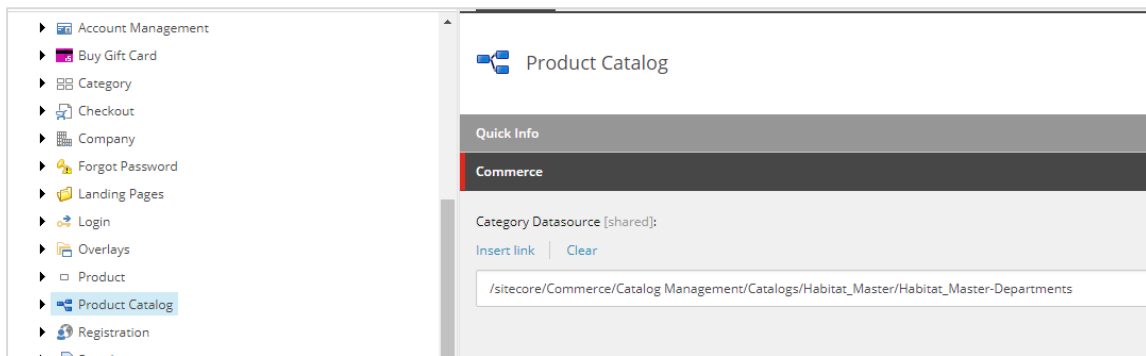 Account Management
Buy Gift Card
Category
Checkout
Company
Forgot Password
Landing Pages
Login
Overlays
Product
Product Catalog
Registration
Product Catalog
Quick Info
Commerce
Category Datasource [shared]:
Insert link
Clear
/sitecore/Commerce/Catalog Management/Catalogs/Habitat_Master/Habitat_Master-Departments